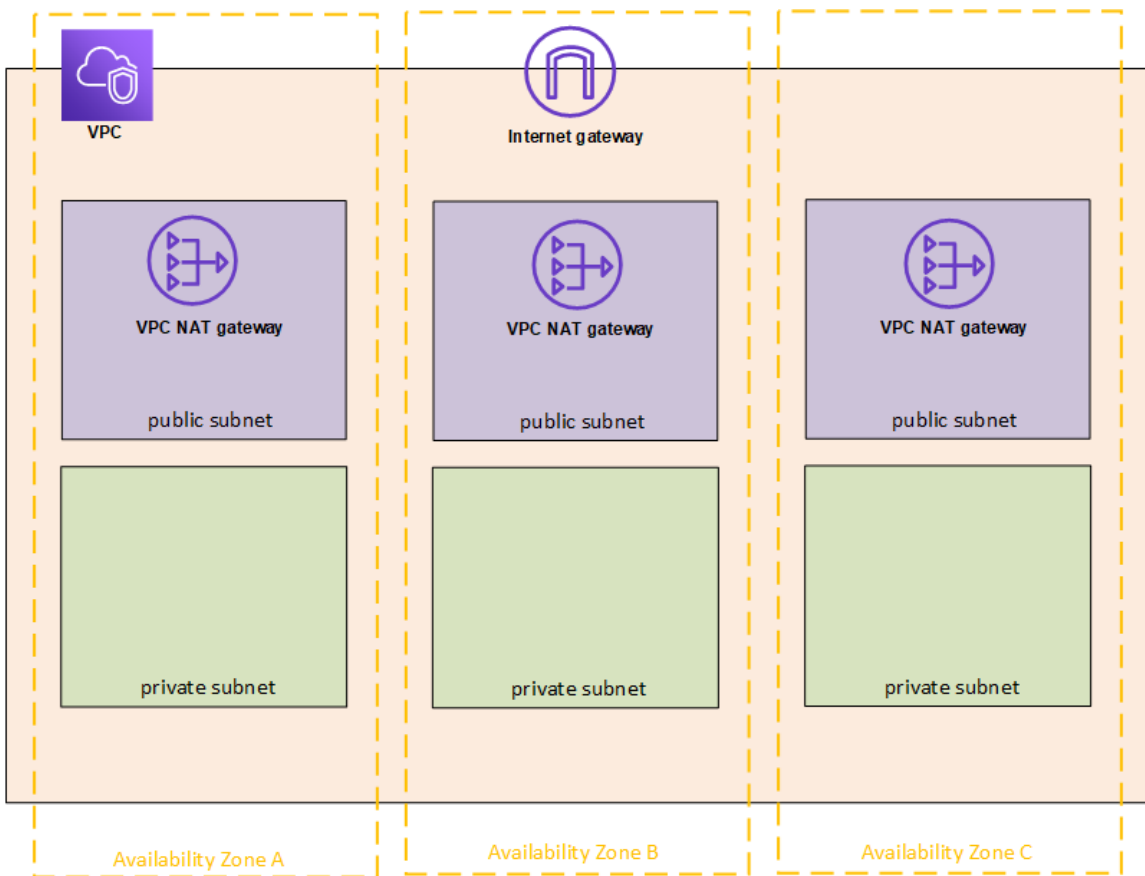 VPC
Internet gateway
VPC NAT gateway
VPC NAT gateway
VPC NAT gateway
public subnet
public subnet
public subnet
private subnet
private subnet
private subnet
Availability Zone A
Availability Zone B
Availability Zone C